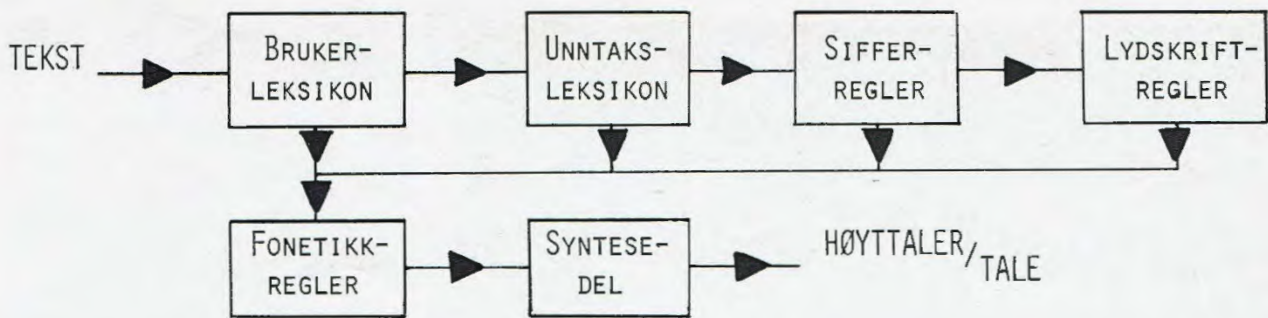 TEKST
BRUKER-
LEKSIKON
UNNTAKS-
LEKSIKON
SIFFER-
REGLER
LYDSKRIFT-
REGLER
FONETIKK-
REGLER
SYNTESE-
DEL
HØYTTALER/TALE